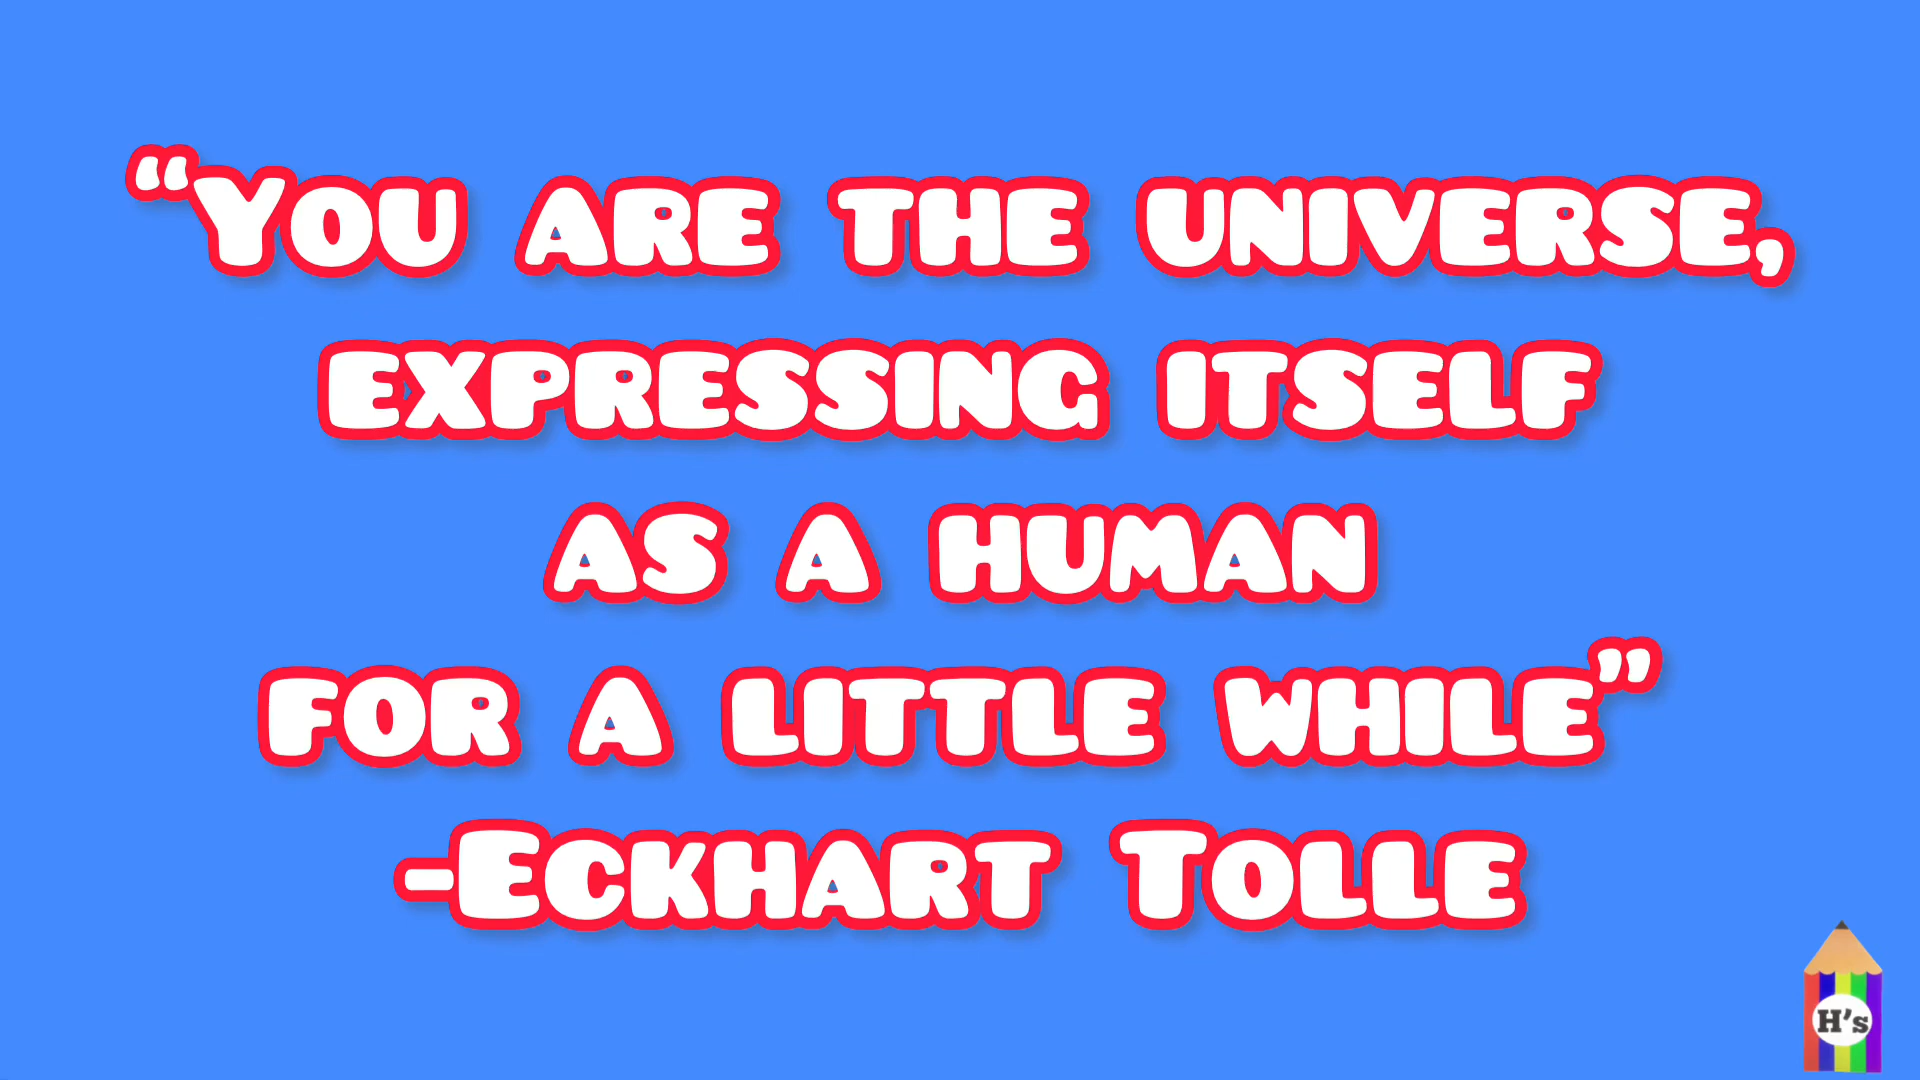 “You are the universe,
expressing itself
as a human
for a little while”
-Eckhart Tolle
H's